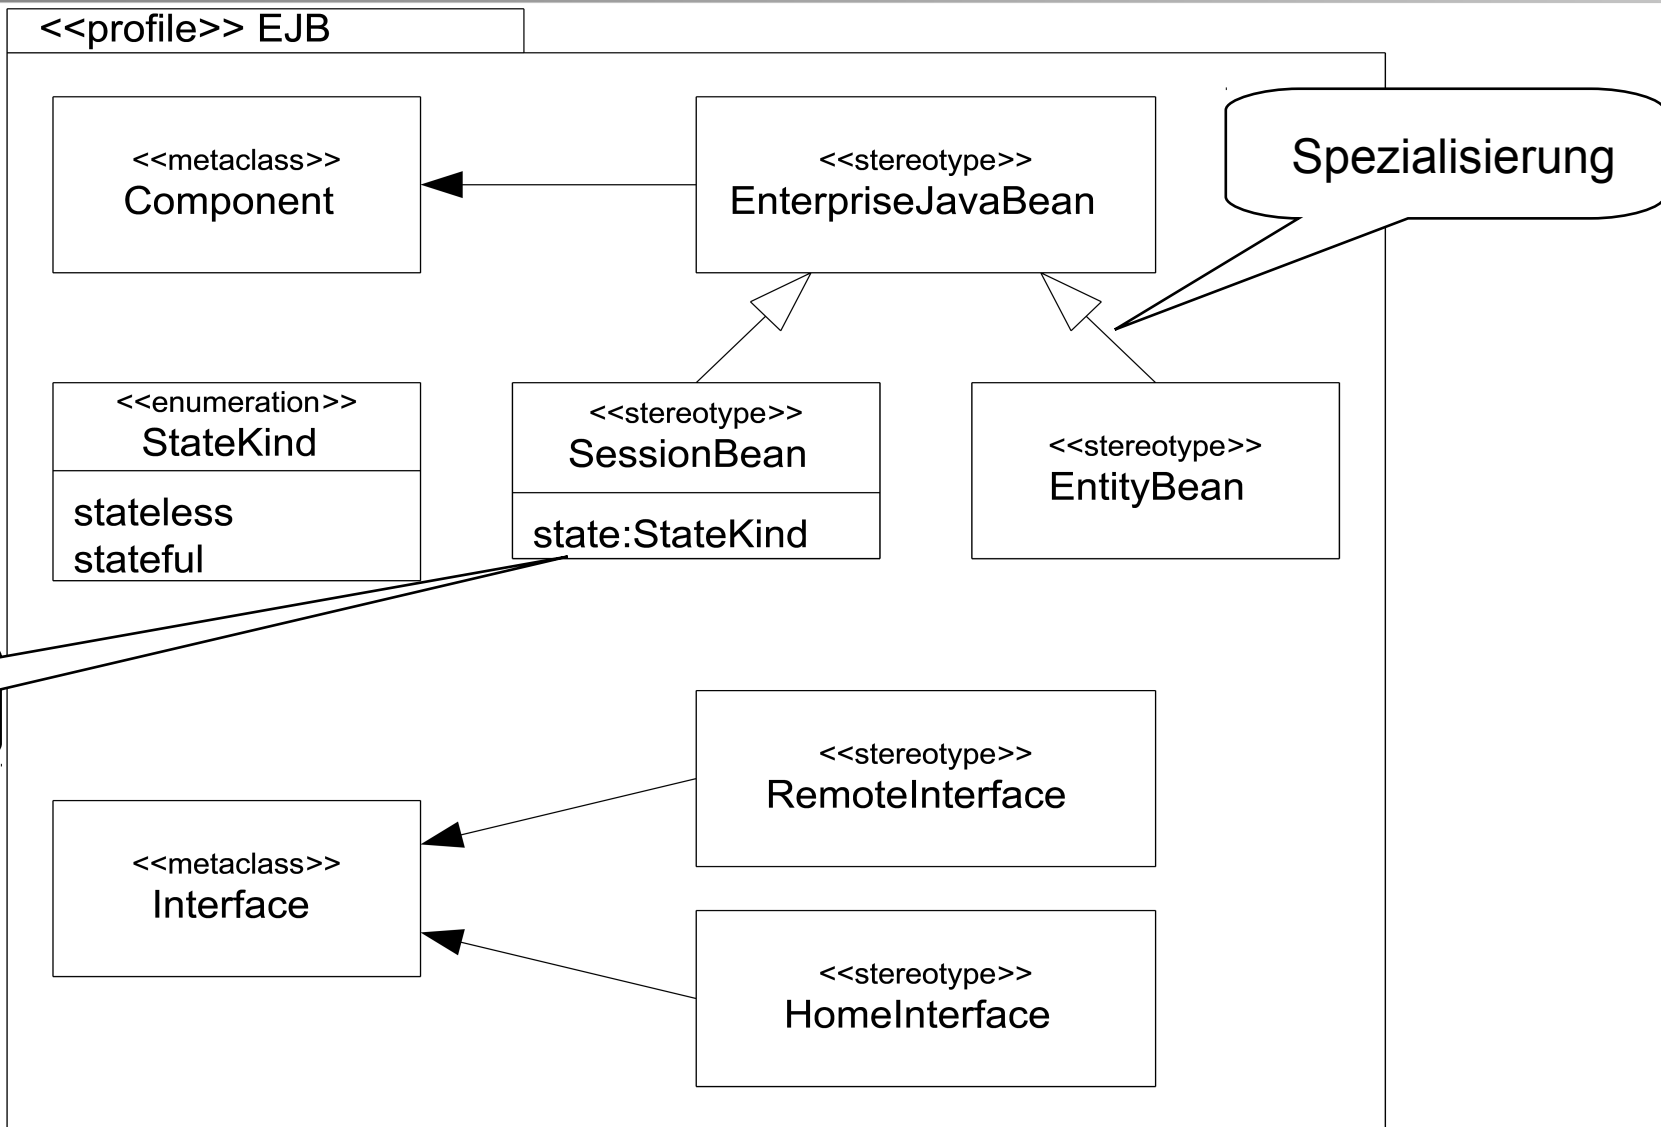 <<profile>> EJB
<<metaclass>>
Component
<<stereotype>>
EnterpriseJavaBean
Spezialisierung
<<enumeration>>
StateKind
stateless
stateful
<<stereotype>>
SessionBean
state:StateKind
<<stereotype>>
EntityBean
<<metaclass>>
Interface
<<stereotype>>
RemoteInterface
<<stereotype>>
HomeInterface